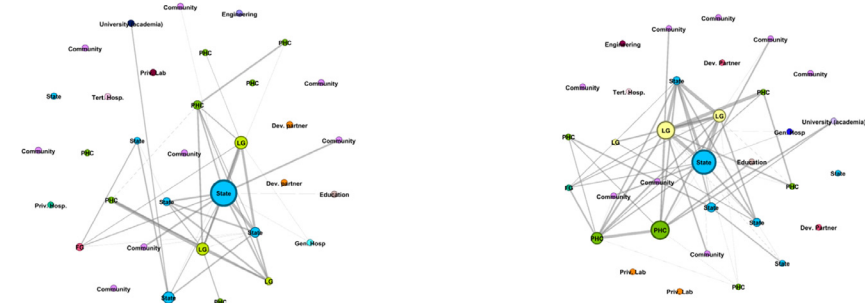 Community
University (academia)
Engineering
Community
PHC
PHC
Priv. Lab
PHC
Community
State
Tert. Hosp.
PHC
Dev. partner
State
LG
Community
Community
PHC
Community
Dev. partner
State
Education
PHC
State
Priv. Hosp.
State
FG
Community
LG
Gen. Hosp
LG
Community
State
PHC
Community
Community
Community
Engineering
Dev. Partner
Community
State
Community
Tert. Hosp.
PHC
LG
University (academia)
LG
Gen. Hosp
PHC
LG
State
Education
State
Community
FG
PHC
Community
State
State
PHC
Dev. Partner
PHC
Community
State
Priv. Lab
PHC
Priv. Lab